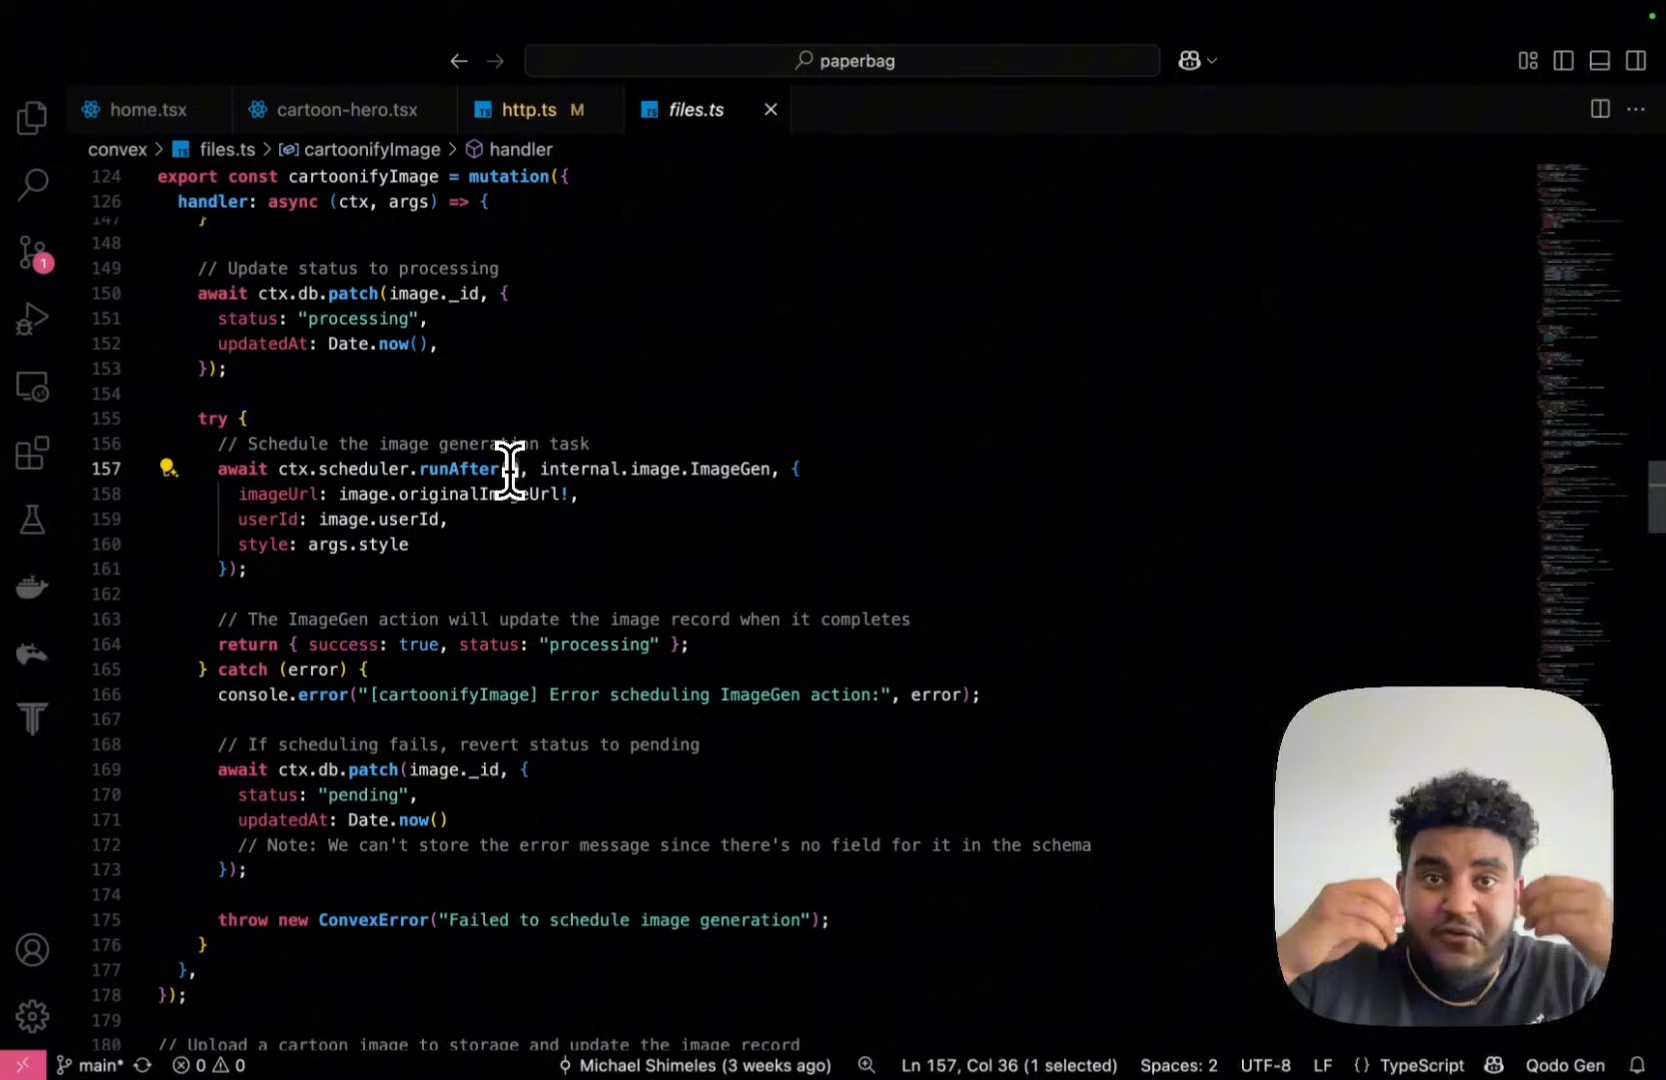 paperbag
home.tsx
cartoon-hero.tsx
http.ts M
files.ts
convex > files.ts > cartoonifyImage > handler
124 export const cartoonifyImage = mutation({
126 handler: async (ctx, args) => {
147 }
148
149 // Update status to processing
150 await ctx.db.patch(image._id, {
151 status: "processing",
152 updatedAt: Date.now(),
153 });
154
155 try {
156 // Schedule the image generation task
157 await ctx.scheduler.runAfter , internal.image.ImageGen, {
158 imageUrl: image.originalImageUrl!,
159 userId: image.userId,
160 style: args.style
161 });
162
163 // The ImageGen action will update the image record when it completes
164 return { success: true, status: "processing" };
165 } catch (error) {
166 console.error("[cartoonifyImage] Error scheduling ImageGen action:", error);
167
168 // If scheduling fails, revert status to pending
169 await ctx.db.patch(image._id, {
170 status: "pending",
171 updatedAt: Date.now()
172 // Note: We can't store the error message since there's no field for it in the schema
173 });
174
175 throw new ConvexError("Failed to schedule image generation");
176 }
177 },
178 });
179
180 // Upload a cartoon image to storage and update the image record
1
main* 0 0 Michael Shimeles (3 weeks ago) Ln 157, Col 36 (1 selected) Spaces: 2 UTF-8 LF {} TypeScript Qodo Gen